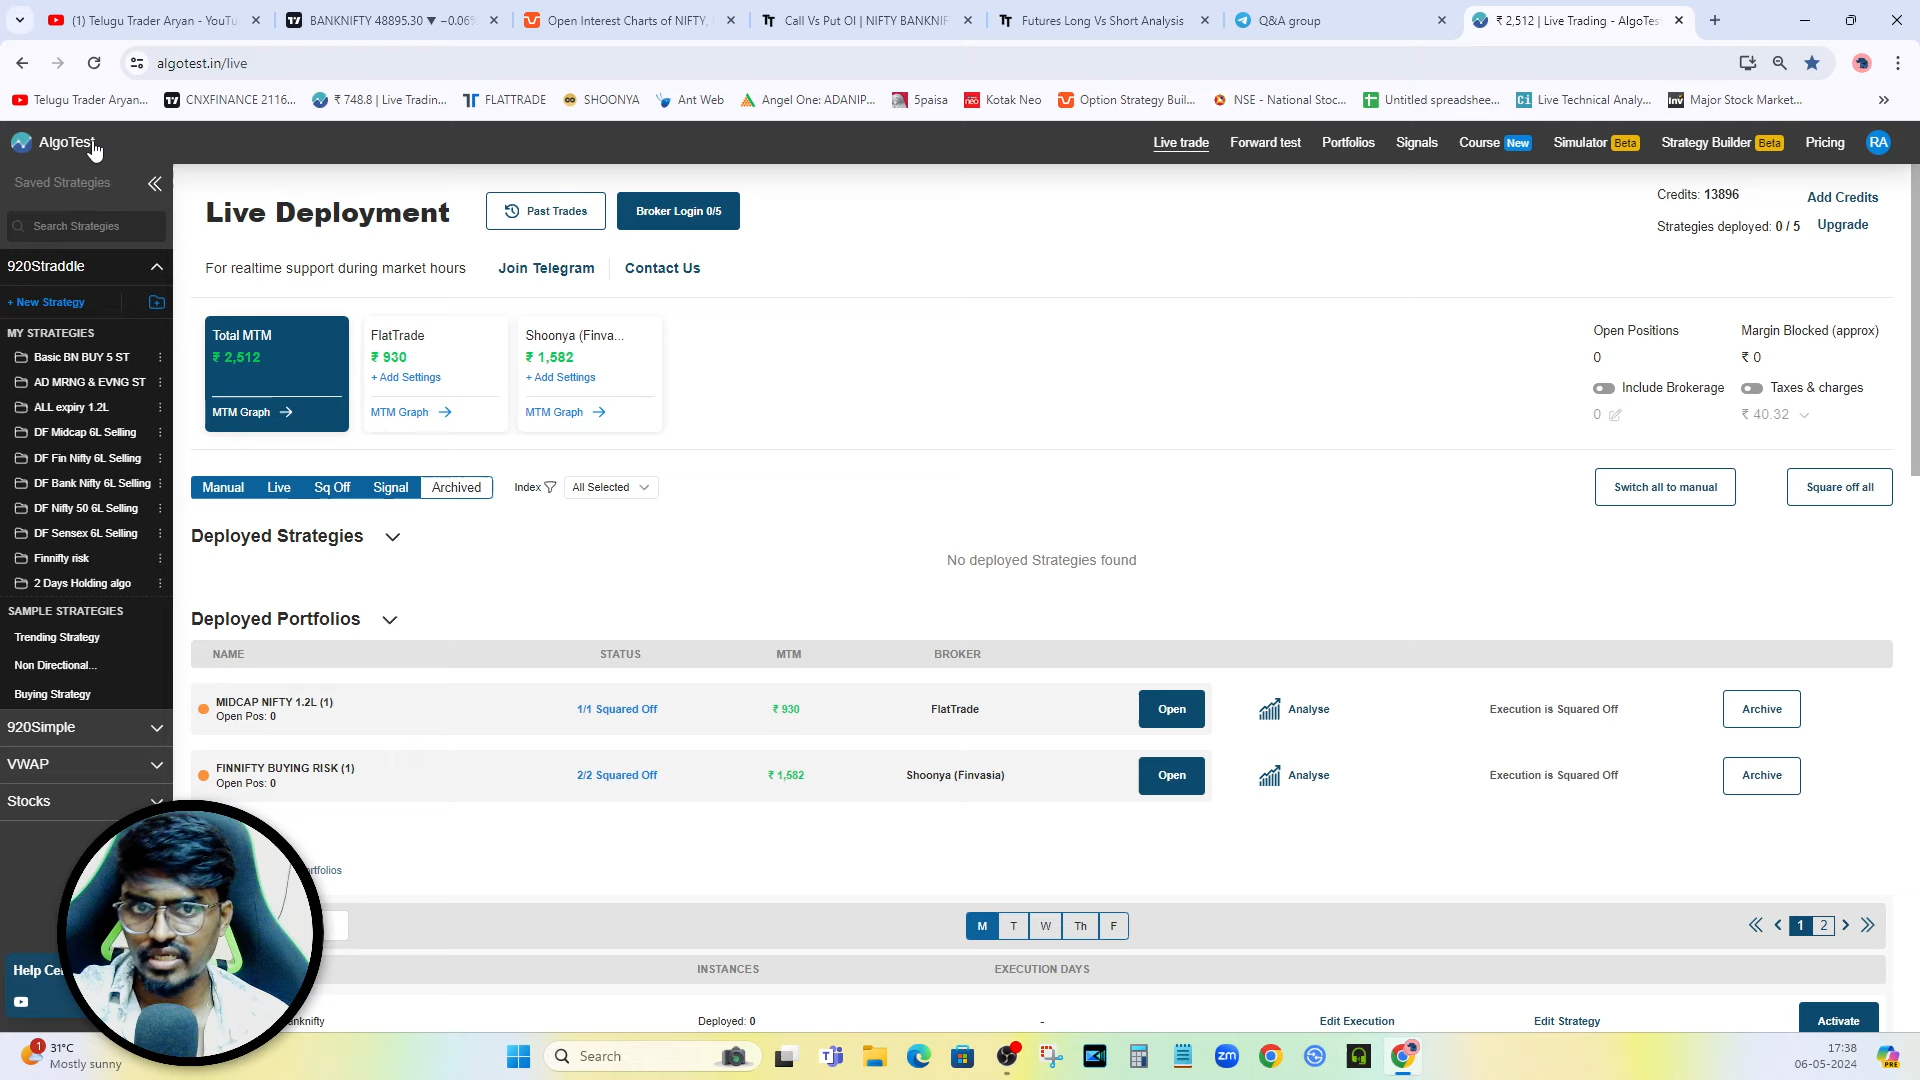 (1) Telugu Trader Aryan - YouTu
BANKNIFTY 48895.30 ▼ −0.06%
Open Interest Charts of NIFTY,
Call Vs Put OI | NIFTY BANKNIF
Futures Long Vs Short Analysis
Q&A group
₹ 2,512 | Live Trading - AlgoTes
algotest.in/live
Telugu Trader Aryan...
CNXFINANCE 2116...
₹ 748.8 | Live Tradin...
FLATTRADE
SHOONYA
Ant Web
Angel One: ADANIP...
5paisa
Kotak Neo
Option Strategy Buil...
NSE - National Stoc...
Untitled spreadshee...
Live Technical Analy...
Major Stock Market...
AlgoTest
Live trade
Forward test
Portfolios
Signals
Course New
Simulator Beta
Strategy Builder Beta
Pricing
RA
Saved Strategies
Search Strategies
920Straddle
+ New Strategy
MY STRATEGIES
Basic BN BUY 5 ST
AD MRNG & EVNG ST
ALL expiry 1.2L
DF Midcap 6L Selling
DF Fin Nifty 6L Selling
DF Bank Nifty 6L Selling
DF Nifty 50 6L Selling
DF Sensex 6L Selling
Finnifty risk
2 Days Holding algo
SAMPLE STRATEGIES
Trending Strategy
Non Directional...
Buying Strategy
920Simple
VWAP
Stocks
Live Deployment
Past Trades
Broker Login 0/5
Credits: 13896
Add Credits
Strategies deployed: 0 / 5
Upgrade
For realtime support during market hours
Join Telegram
Contact Us
Total MTM
₹ 2,512
MTM Graph
FlatTrade
₹ 930
+ Add Settings
MTM Graph
Shoonya (Finva...
₹ 1,582
+ Add Settings
MTM Graph
Open Positions
0
Margin Blocked (approx)
₹ 0
Include Brokerage
0
Taxes & charges
₹ 40.32
Manual
Live
Sq Off
Signal
Archived
Index
All Selected
Switch all to manual
Square off all
Deployed Strategies
No deployed Strategies found
Deployed Portfolios
NAME
STATUS
MTM
BROKER
MIDCAP NIFTY 1.2L (1)
Open Pos: 0
1/1 Squared Off
₹ 930
FlatTrade
Open
Analyse
Execution is Squared Off
Archive
FINNIFTY BUYING RISK (1)
Open Pos: 0
2/2 Squared Off
₹ 1,582
Shoonya (Finvasia)
Open
Analyse
Execution is Squared Off
Archive
rtfolios
M
T
W
Th
F
1
2
INSTANCES
EXECUTION DAYS
anknifty
Deployed: 0
-
Edit Execution
Edit Strategy
Activate
Help Ce
1
31°C
Mostly sunny
Search
zm
17:38
06-05-2024
PRE